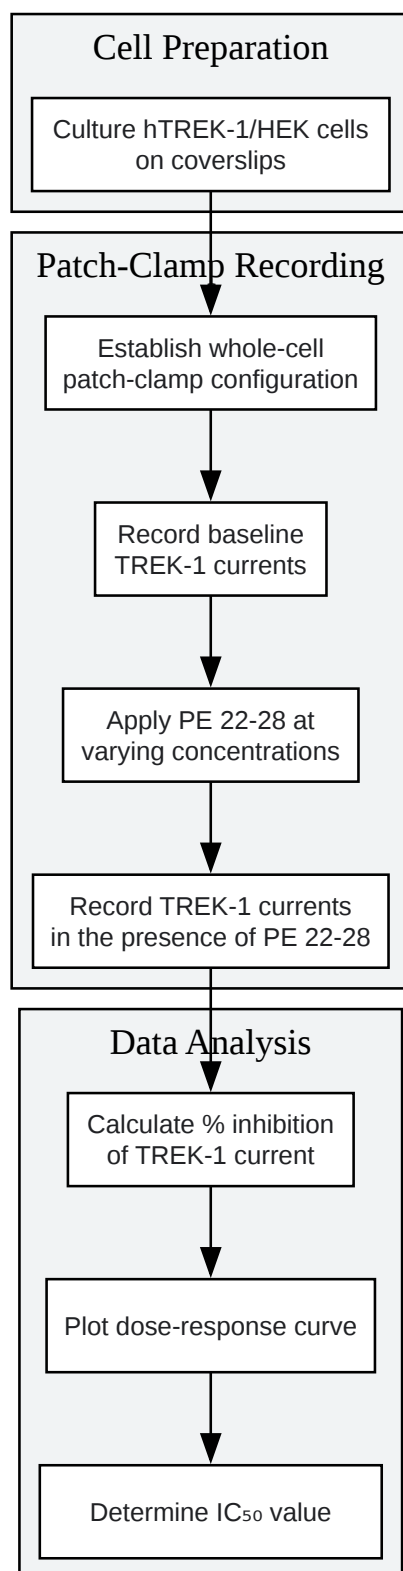 Cell Preparation
Culture hTREK-1/HEK cells
on coverslips
Patch-Clamp Recording
Establish whole-cell
patch-clamp configuration
Record baseline
TREK-1 currents
Apply PE 22-28 at
varying concentrations
Record TREK-1 currents
in the presence of PE 22-28
Data Analysis
Calculate % inhibition
of TREK-1 current
Plot dose-response curve
Determine IC₅₀ value